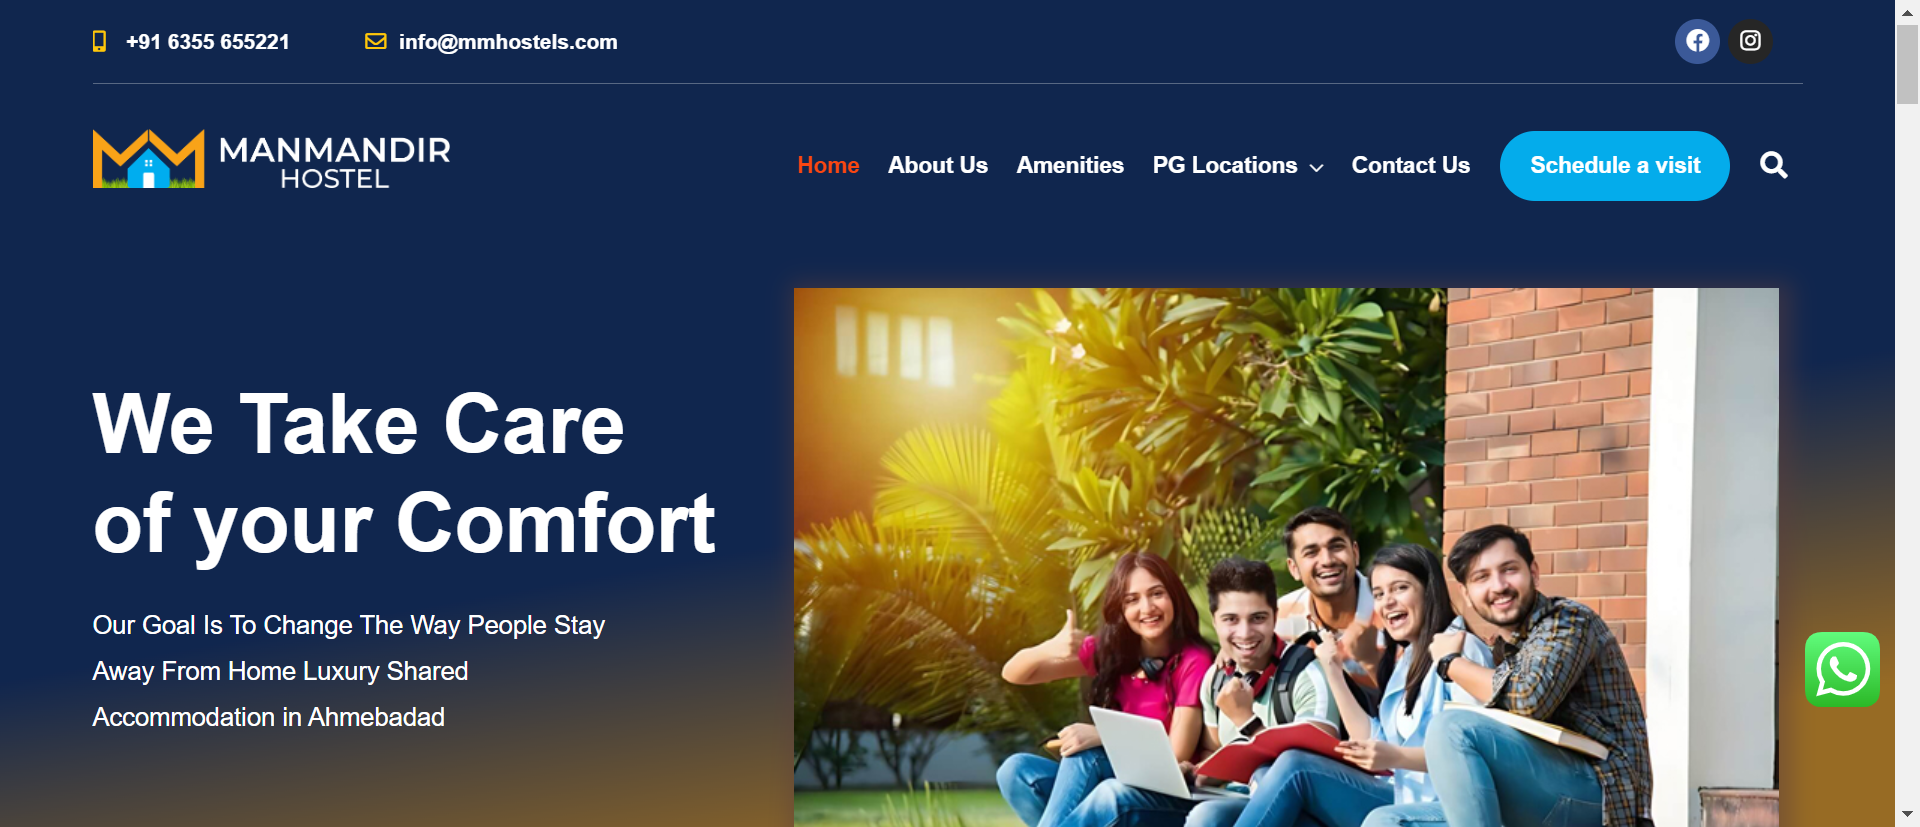 +91 6355 655221
info@mmhostels.com
MANMANDIR
HOSTEL
Home
About Us
Amenities
PG Locations
Contact Us
Schedule a visit
We Take Care
of your Comfort
Our Goal Is To Change The Way People Stay
Away From Home Luxury Shared
Accommodation in Ahmebadad